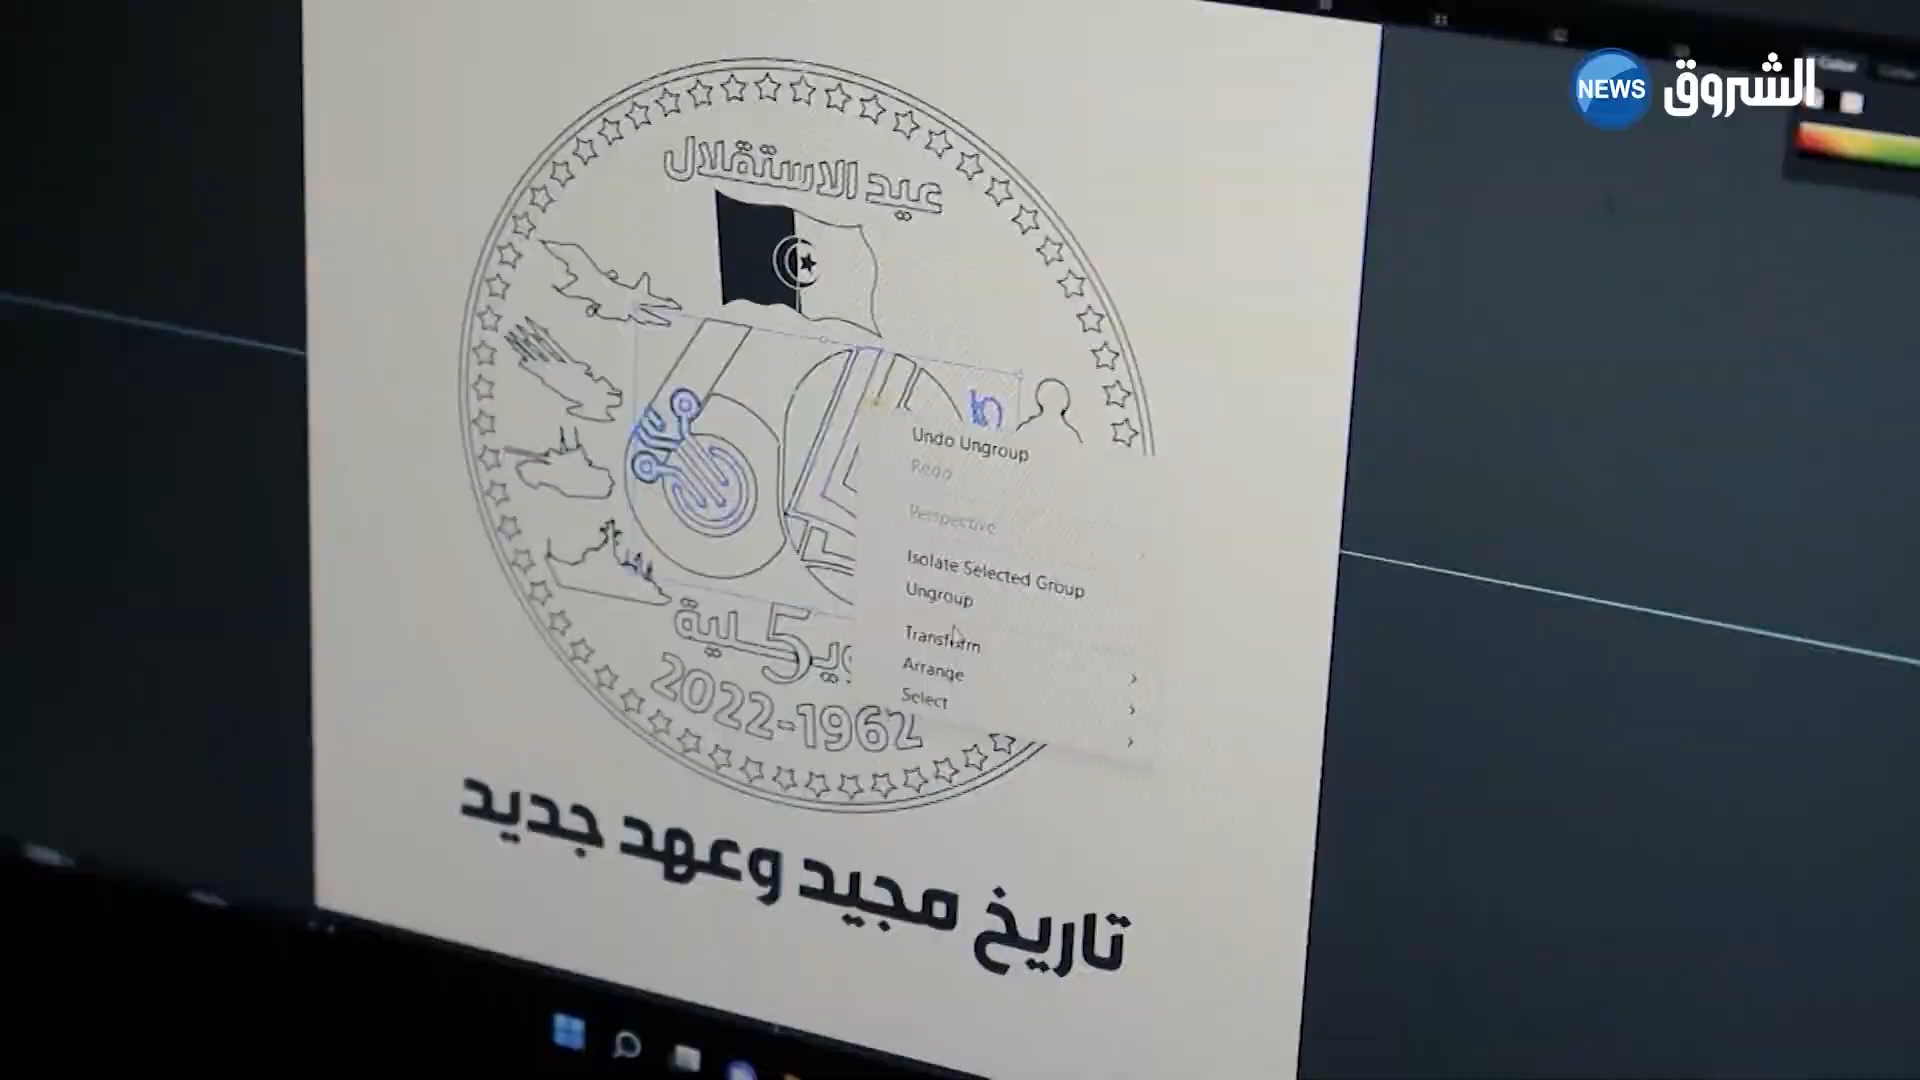 NEWS الشروق
عيد الاستقلال
Undo Ungroup
Redo
Perspective
Isolate Selected Group
Ungroup
Transform
Arrange
Select
5
2022-1962
تاريخ مجيد وعهد جديد